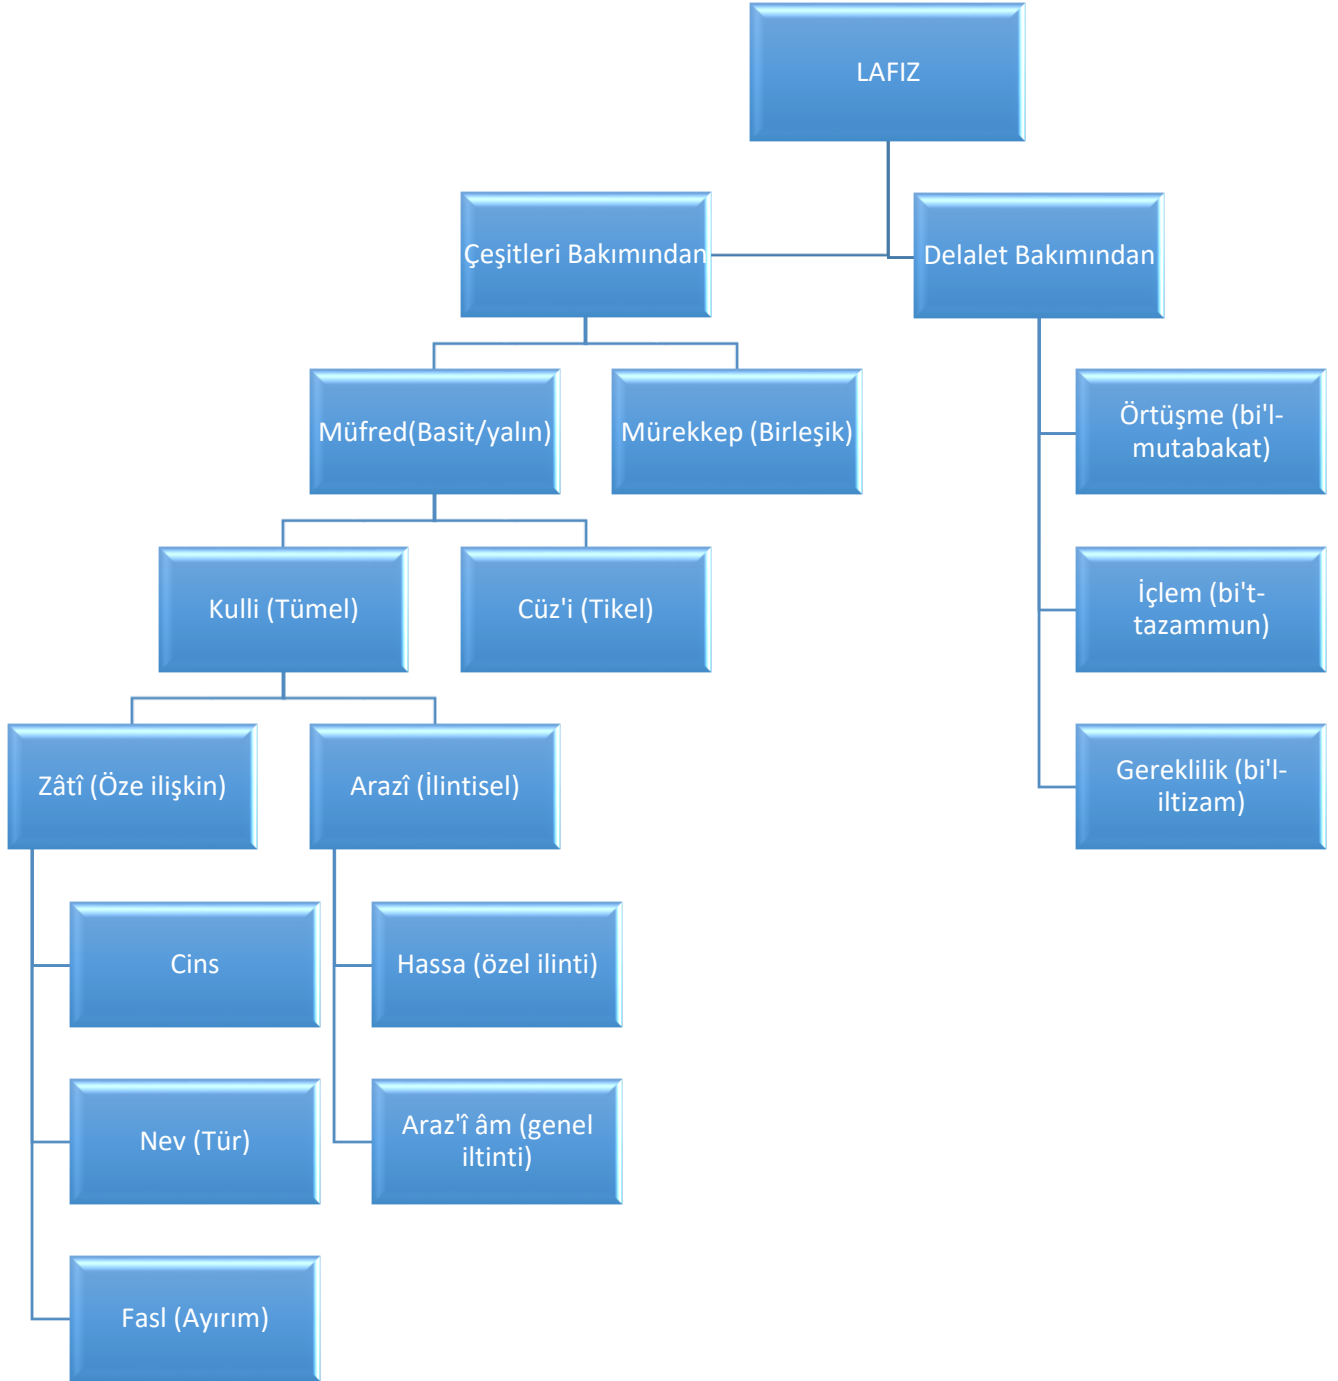 LAFIZ
Çeşitleri Bakımından
Delalet Bakımından
Müfred(Basit/yalın)
Mürekkep (Birleşik)
Örtüşme (bi'l-
mutabakat)
Kulli (Tümel)
Cüz'i (Tikel)
İçlem (bi't-
tazammun)
Zâtî (Öze ilişkin)
Arazî (İlintisel)
Gereklilik (bi'l-
iltizam)
Cins
Hassa (özel ilinti)
Nev (Tür)
Araz'î âm (genel
iltinti)
Fasl (Ayırım)